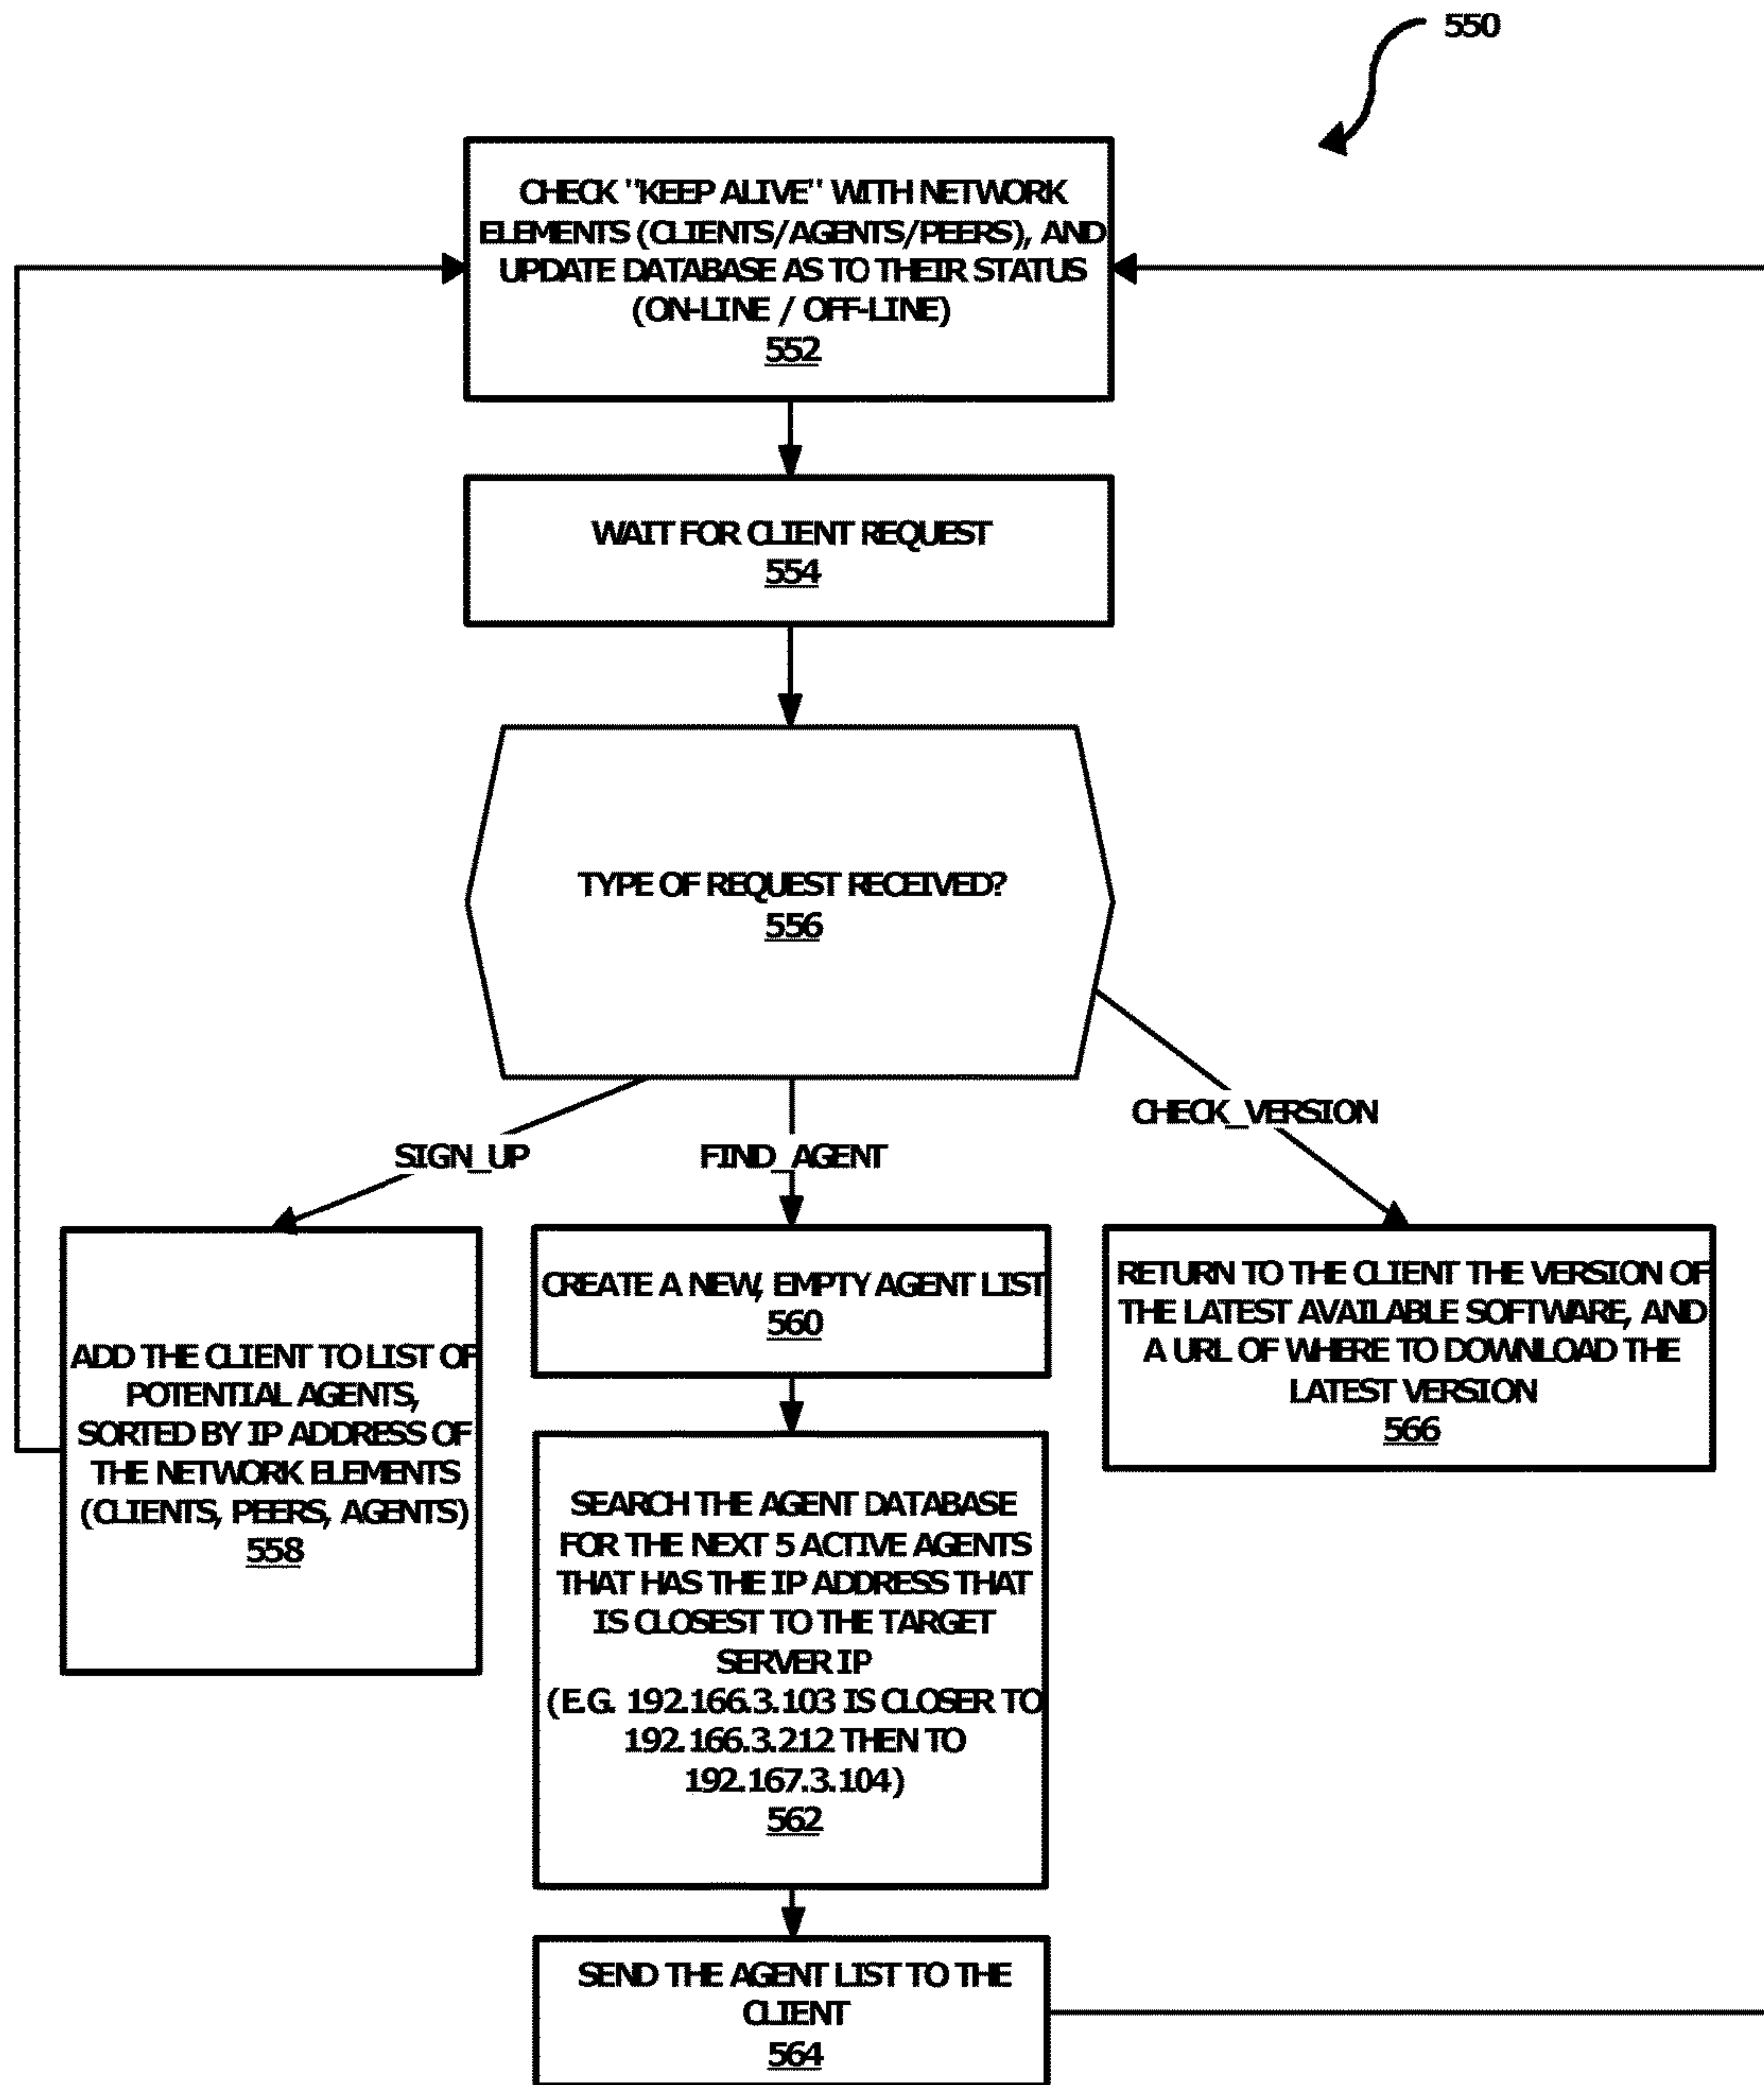 550
CHECK "KEEP ALIVE" WITH NETWORK
ELEMENTS (CLIENTS/AGENTS/PEERS), AND
UPDATE DATABASE AS TO THEIR STATUS
(ON-LINE / OFF-LINE)
552
WAIT FOR CLIENT REQUEST
554
TYPE OF REQUEST RECEIVED?
556
CHECK_VERSION
SIGN_UP
FIND_AGENT
ADD THE CLIENT TO LIST OF
POTENTIAL AGENTS,
SORTED BY IP ADDRESS OF
THE NETWORK ELEMENTS
(CLIENTS, PEERS, AGENTS)
558
CREATE A NEW, EMPTY AGENT LIST
560
RETURN TO THE CLIENT THE VERSION OF
THE LATEST AVAILABLE SOFTWARE, AND
A URL OF WHERE TO DOWNLOAD THE
LATEST VERSION
566
SEARCH THE AGENT DATABASE
FOR THE NEXT 5 ACTIVE AGENTS
THAT HAS THE IP ADDRESS THAT
IS CLOSEST TO THE TARGET
SERVER IP
(E.G. 192.166.3.103 IS CLOSER TO
192.166.3.212 THEN TO
192.167.3.104)
562
SEND THE AGENT LIST TO THE
CLIENT
564